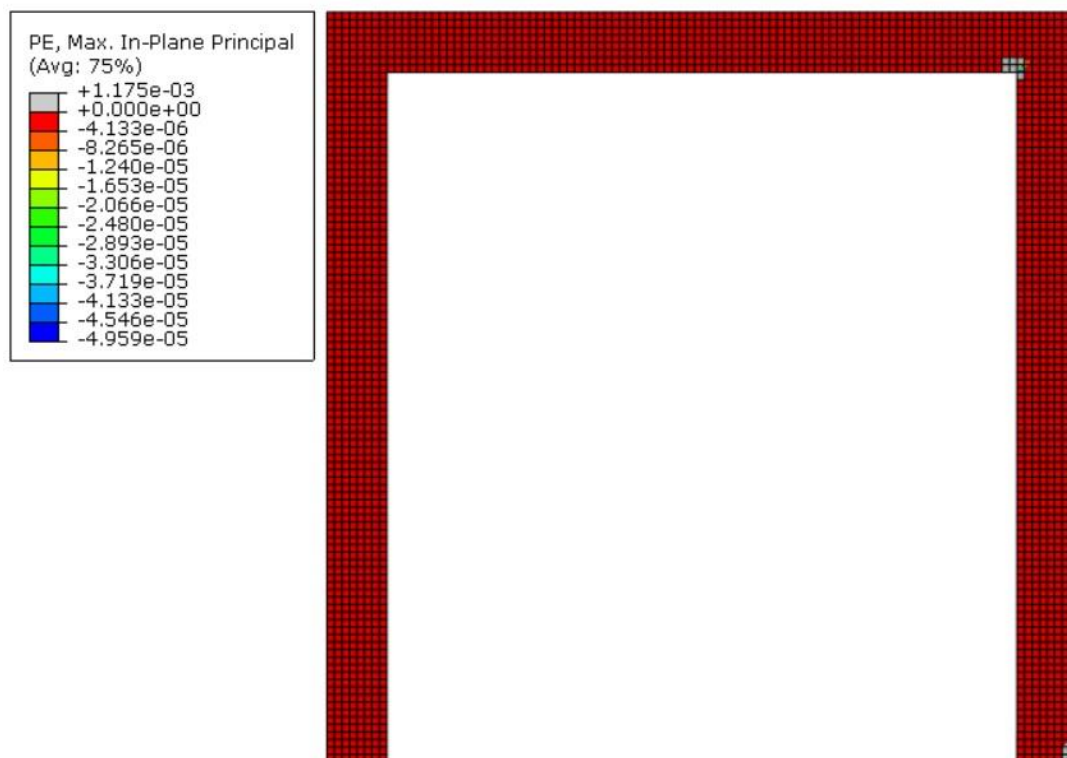 PE, Max. In-Plane Principal
(Avg: 75%)
+1.175e-03
+0.000e+00
-4.133e-06
-8.265e-06
-1.240e-05
-1.653e-05
-2.066e-05
-2.480e-05
-2.893e-05
-3.306e-05
-3.719e-05
-4.133e-05
-4.546e-05
-4.959e-05